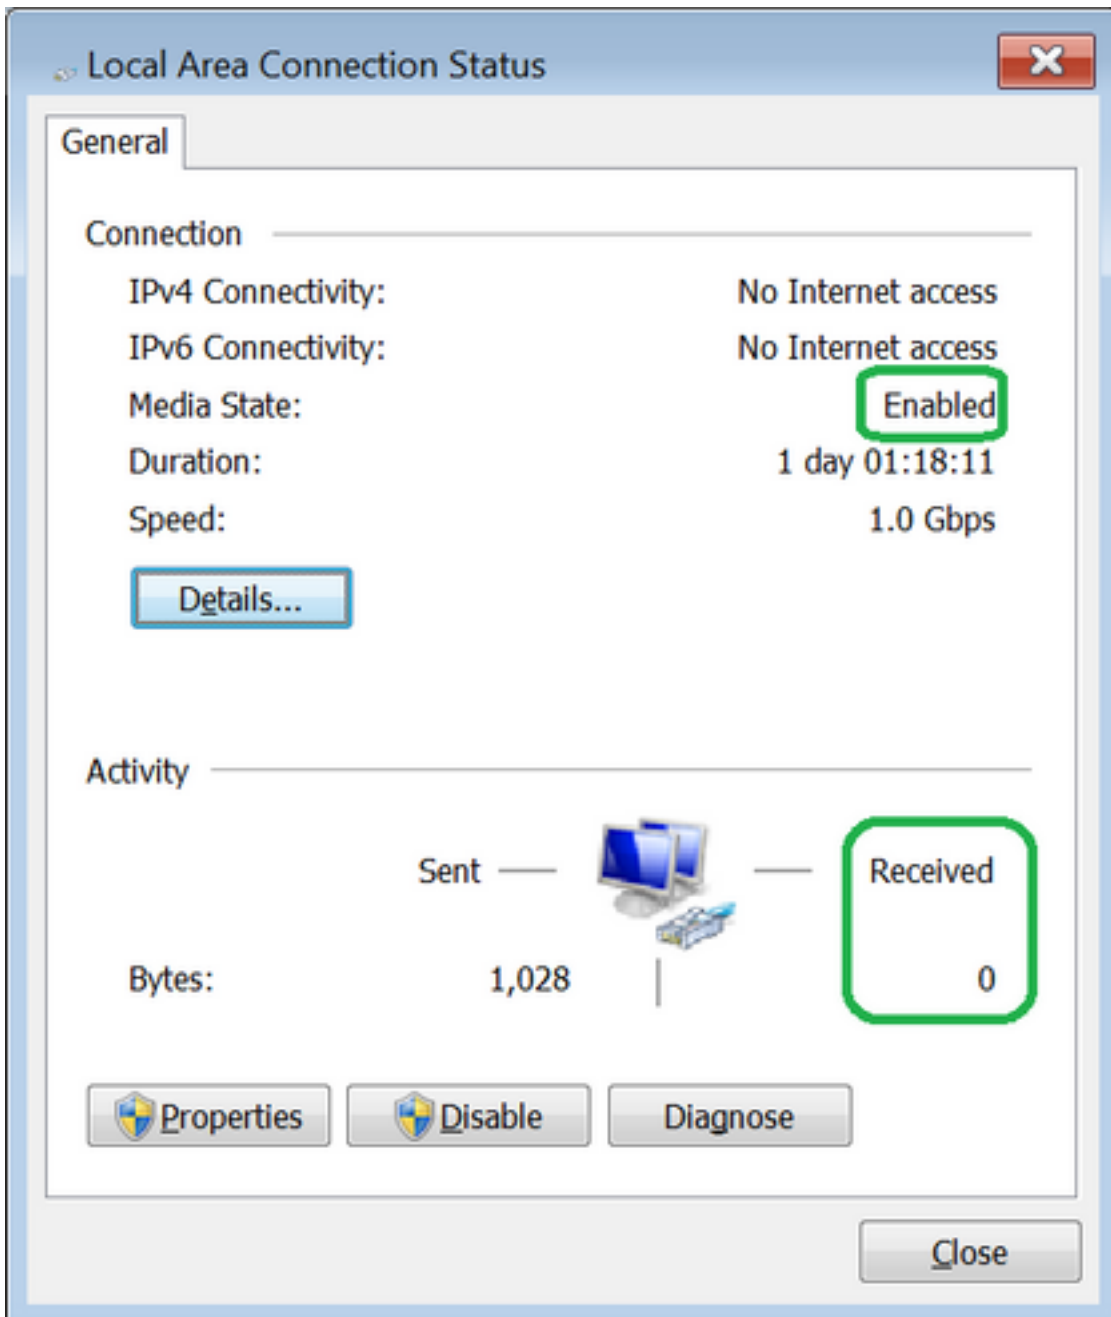 Local Area Connection Status
General
Connection
IPv4 Connectivity: No Internet access
IPv6 Connectivity: No Internet access
Media State: Enabled
Duration: 1 day 01:18:11
Speed: 1.0 Gbps
Details...
Activity
Sent Received
Bytes: 1,028 0
Properties Disable Diagnose
Close